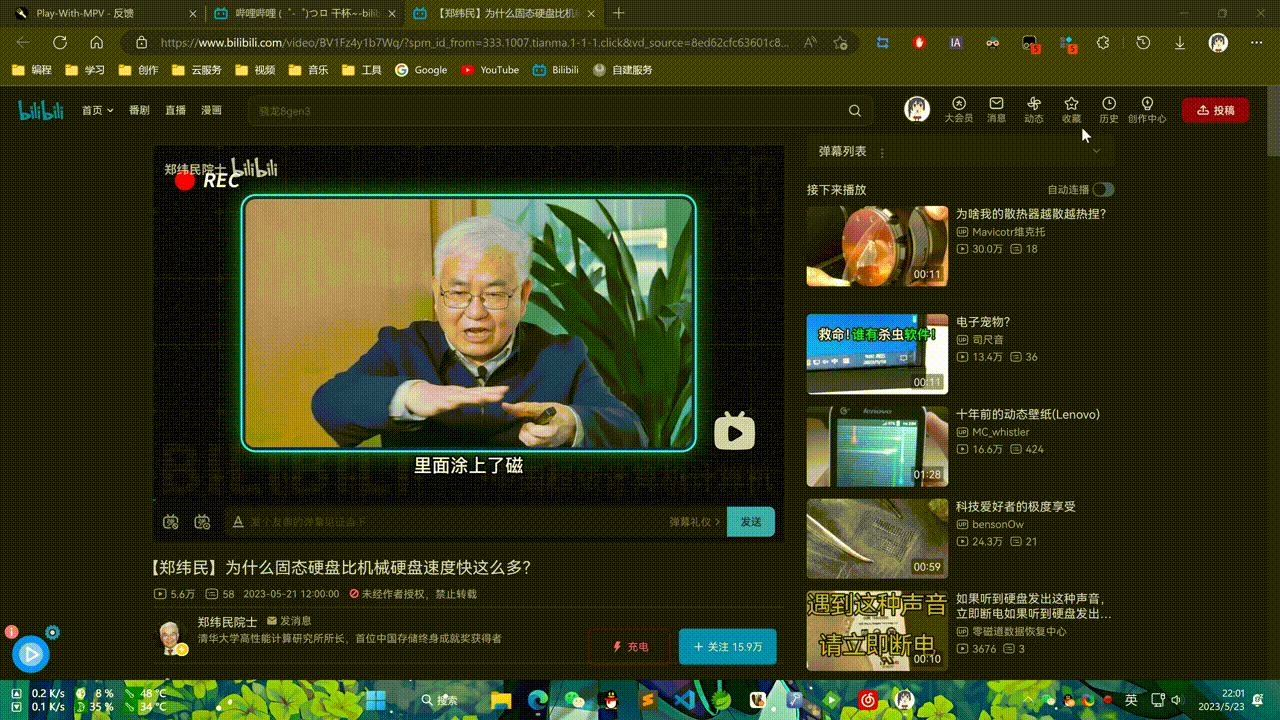 Play-With-MPV - 反馈
哔哩哔哩 (゜-゜)つロ 干杯~-bili
【郑纬民】为什么固态硬盘比机
https://www.bilibili.com/video/BV1Fz4y1b7Wq/?spm_id_from=333.1007.tianma.1-1-1.click&vd_source=8ed62cfc63601c8...
编程 学习 创作 云服务 视频 音乐 工具 Google YouTube Bilibili 自建服务
bilibili 首页 番剧 直播 漫画
骁龙8gen3
大会员 消息 动态 收藏 历史 创作中心 投稿
郑纬民院士 bilibili
REC
里面涂上了磁
发个友善的弹幕见证当下
弹幕礼仪 >
发送
【郑纬民】为什么固态硬盘比机械硬盘速度快这么多?
5.6万 58 2023-05-21 12:00:00 未经作者授权，禁止转载
郑纬民院士 发消息
清华大学高性能计算研究所所长，首位中国存储终身成就奖获得者
充电
+ 关注 15.9万
弹幕列表
接下来播放
自动连播
00:11
为啥我的散热器越散越热捏?
Mavicotr维克托
30.0万 18
救命!谁有杀虫软件!
00:11
电子宠物?
司尺音
13.4万 36
lenovo
01:28
十年前的动态壁纸(Lenovo)
MC_whistler
16.6万 424
00:59
科技爱好者的极度享受
bensonOw
24.3万 21
遇到这种声音
请立即断电
00:10
如果听到硬盘发出这种声音，
立即断电如果听到硬盘发出...
零磁道数据恢复中心
3676 3
0.2 K/s 8 % 48 °C
0.1 K/s 35 % 34 °C
搜索
英
22:01
2023/5/23